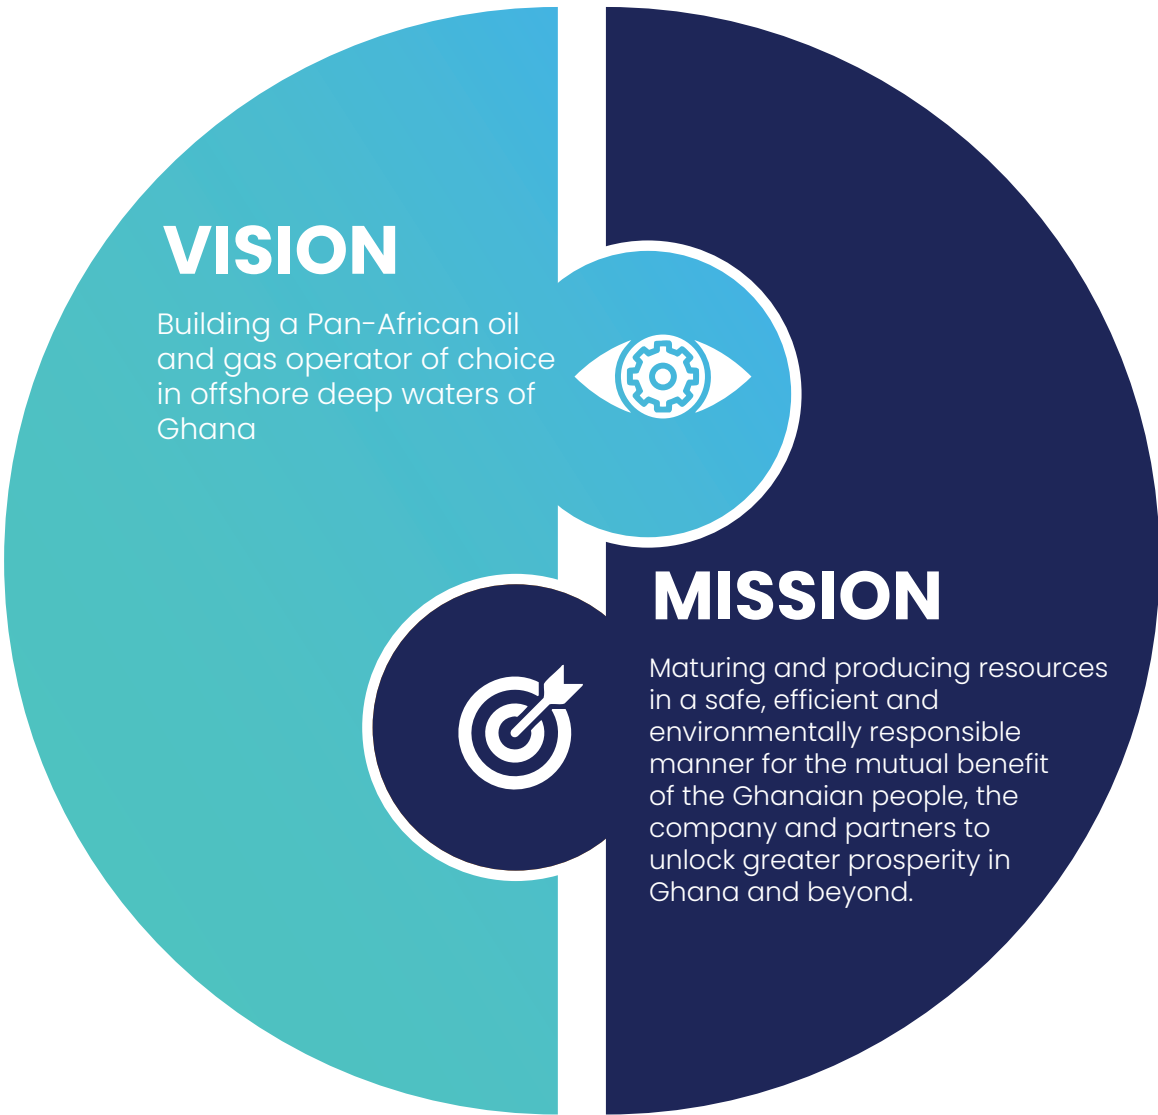 VISION
Building a Pan-African oil
and gas operator of choice
in offshore deep waters of
Ghana
MISSION
Maturing and producing resources
in a safe, efficient and
environmentally responsible
manner for the mutual benefit
of the Ghanaian people, the
company and partners to
unlock greater prosperity in
Ghana and beyond.